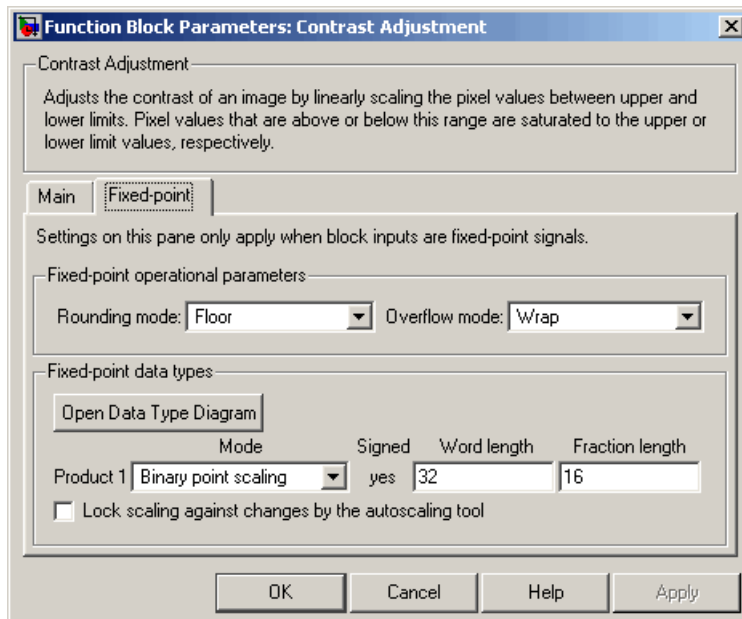 Function Block Parameters: Contrast Adjustment
Contrast Adjustment
Adjusts the contrast of an image by linearly scaling the pixel values between upper and
lower limits. Pixel values that are above or below this range are saturated to the upper or
lower limit values, respectively.
Main Fixed-point
Settings on this pane only apply when block inputs are fixed-point signals.
Fixed-point operational parameters
Rounding mode: Floor Overflow mode: Wrap
Fixed-point data types
Open Data Type Diagram
Mode Signed Word length Fraction length
Product 1 Binary point scaling yes 32 16
Lock scaling against changes by the autoscaling tool
OK Cancel Help Apply